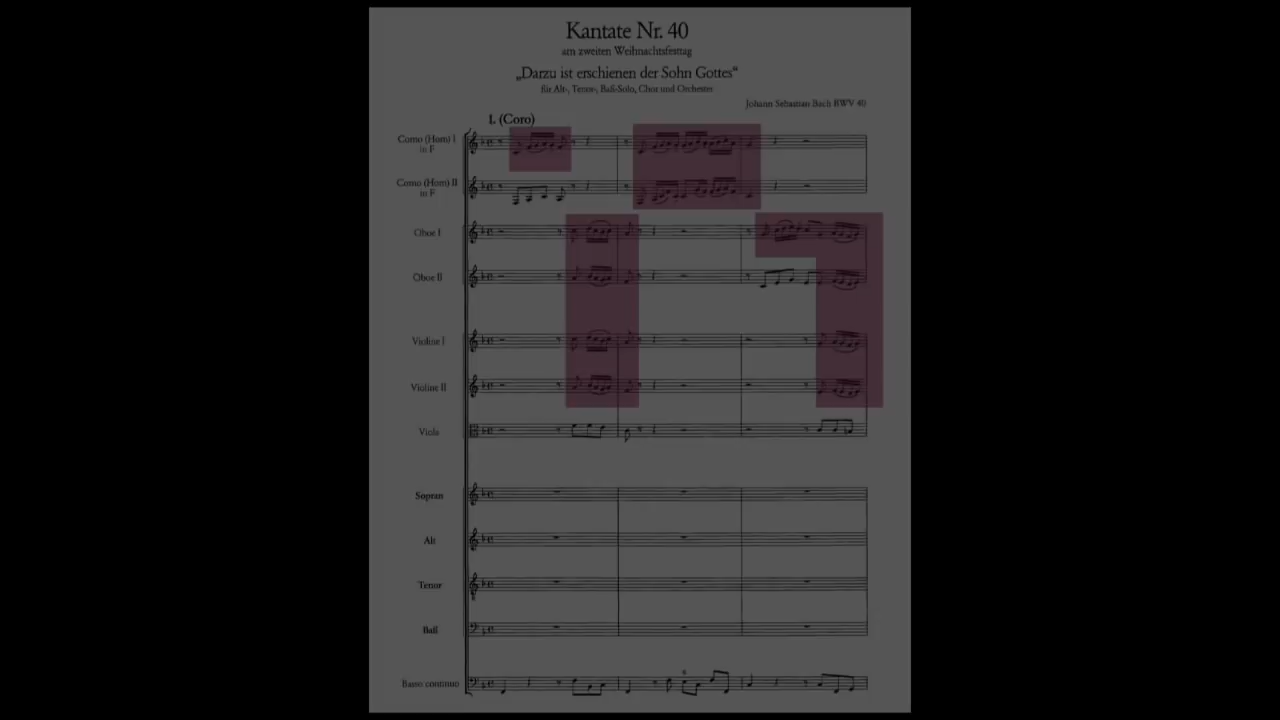 Kantate Nr. 40
am zweiten Weihnachtsfesttag
„Darzu ist erschienen der Sohn Gottes“
für Alt-, Tenor-, Baß-Solo, Chor und Orchester
Johann Sebastian Bach BWV 40
I. (Coro)
Corno (Horn) I
in F
Corno (Horn) II
in F
Oboe I
Oboe II
Violine I
Violine II
Viola
Sopran
Alt
Tenor
Baß
Basso continuo